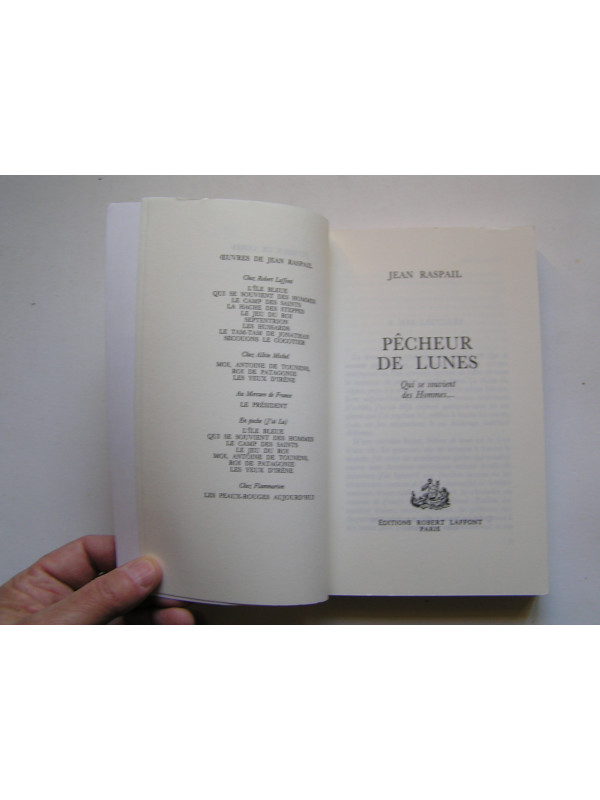 ŒUVRES DE JEAN RASPAIL
Chez Robert Laffont
L'ÎLE BLEUE
QUI SE SOUVIENT DES HOMMES
LE CAMP DES SAINTS
LA HACHE DES STEPPES
LE JEU DU ROI
SEPTENTRION
LES HUSSARDS
LE TAM-TAM DE JONATHAN
SECOUONS LE COCOTIER
Chez Albin Michel
MOI, ANTOINE DE TOUNENS,
ROI DE PATAGONIE
LES YEUX D'IRÈNE
Au Mercure de France
LE PRÉSIDENT
En poche (J'ai Lu)
L'ÎLE BLEUE
QUI SE SOUVIENT DES HOMMES
LE CAMP DES SAINTS
LE JEU DU ROI
MOI, ANTOINE DE TOUNENS,
ROI DE PATAGONIE
LES YEUX D'IRÈNE
Chez Flammarion
LES PEAUX-ROUGES AUJOURD'HUI
JEAN RASPAIL
PÊCHEUR
DE LUNES
Qui se souvient
des Hommes...
ÉDITIONS ROBERT LAFFONT
PARIS